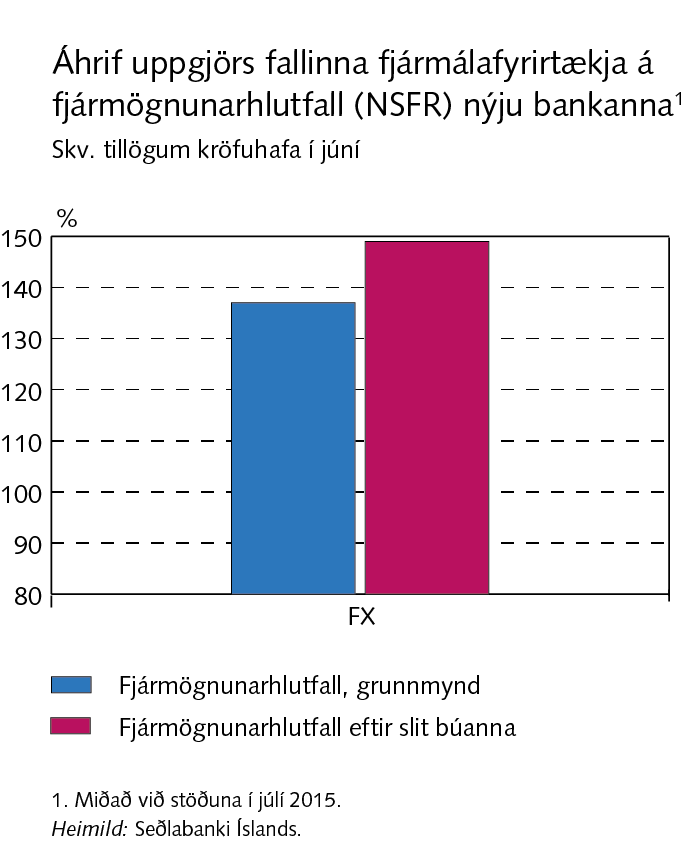 Áhrif uppgjörs fallinna fjármálafyrirtækja á
fjármögnunarhlutfall (NSFR) nýju bankanna¹
Skv. tillögum kröfuhafa í júní
%
150
140
130
120
110
100
90
80
FX
Fjármögnunarhlutfall, grunnmynd
Fjármögnunarhlutfall eftir slit búanna
1. Miðað við stöðuna í júlí 2015.
Heimild: Seðlabanki Íslands.